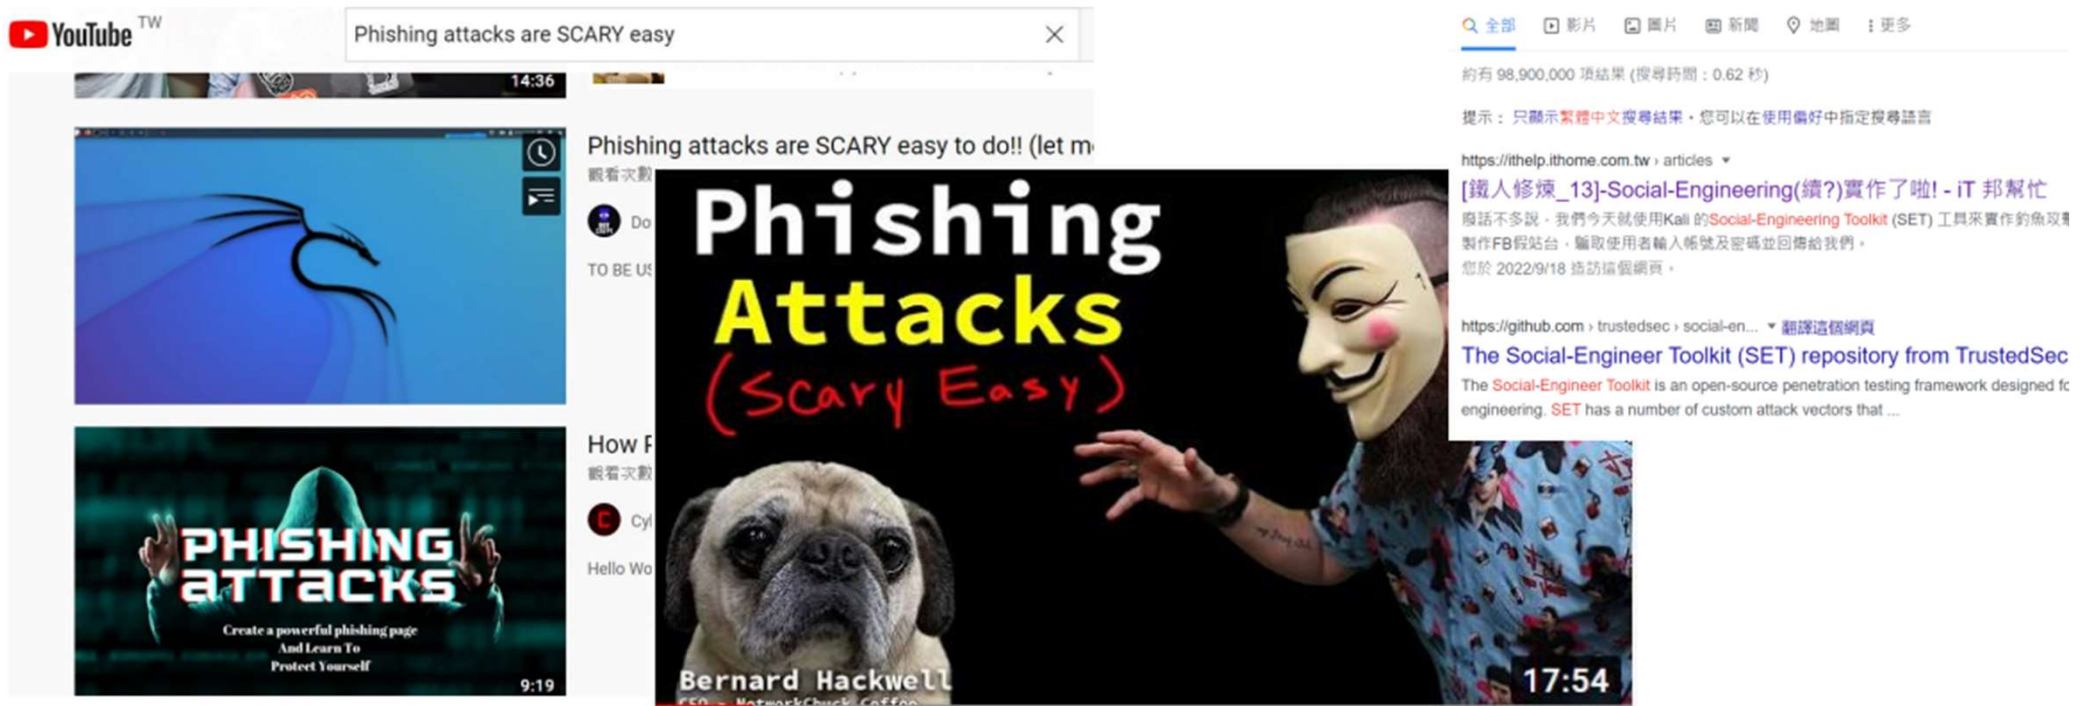 YouTube TW
Phishing attacks are SCARY easy
14:36
Phishing attacks are SCARY easy to do!! (let m
觀看次數
Do
TO BE US
PHISHING
ATTACKS
Create a powerful phishing page
And Learn To
Protect Yourself
9:19
How
觀看次數
C
Cy
Hello Wo
Phishing
Attacks
(Scary Easy)
Bernard Hackwell
CEO - NetworkChuck Coffee
17:54
全部 影片 圖片 新聞 地圖 更多
約有 98,900,000 項結果 (搜尋時間：0.62 秒)
提示： 只顯示繁體中文搜尋結果。您可以在使用偏好中指定搜尋語言
https://ithelp.ithome.com.tw › articles
[鐵人修煉_13]-Social-Engineering(續?)實作了啦! - iT 邦幫忙
廢話不多說，我們今天就使用Kali 的Social-Engineering Toolkit (SET) 工具來實作釣魚攻
製作FB假站台，騙取使用者輸入帳號及密碼並回傳給我們。
您於 2022/9/18 造訪這個網頁。
https://github.com › trustedsec › social-en... 翻譯這個網頁
The Social-Engineer Toolkit (SET) repository from TrustedSec
The Social-Engineer Toolkit is an open-source penetration testing framework designed fo
engineering. SET has a number of custom attack vectors that ...